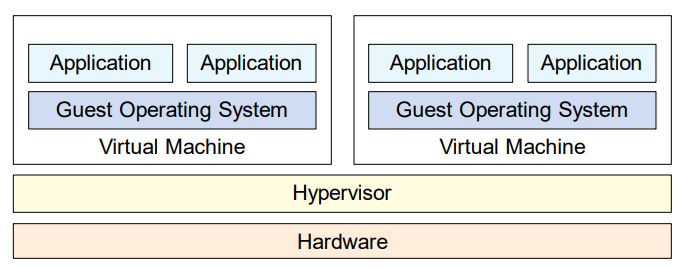 Application Application Application Application
Guest Operating System Guest Operating System
Virtual Machine Virtual Machine
Hypervisor
Hardware